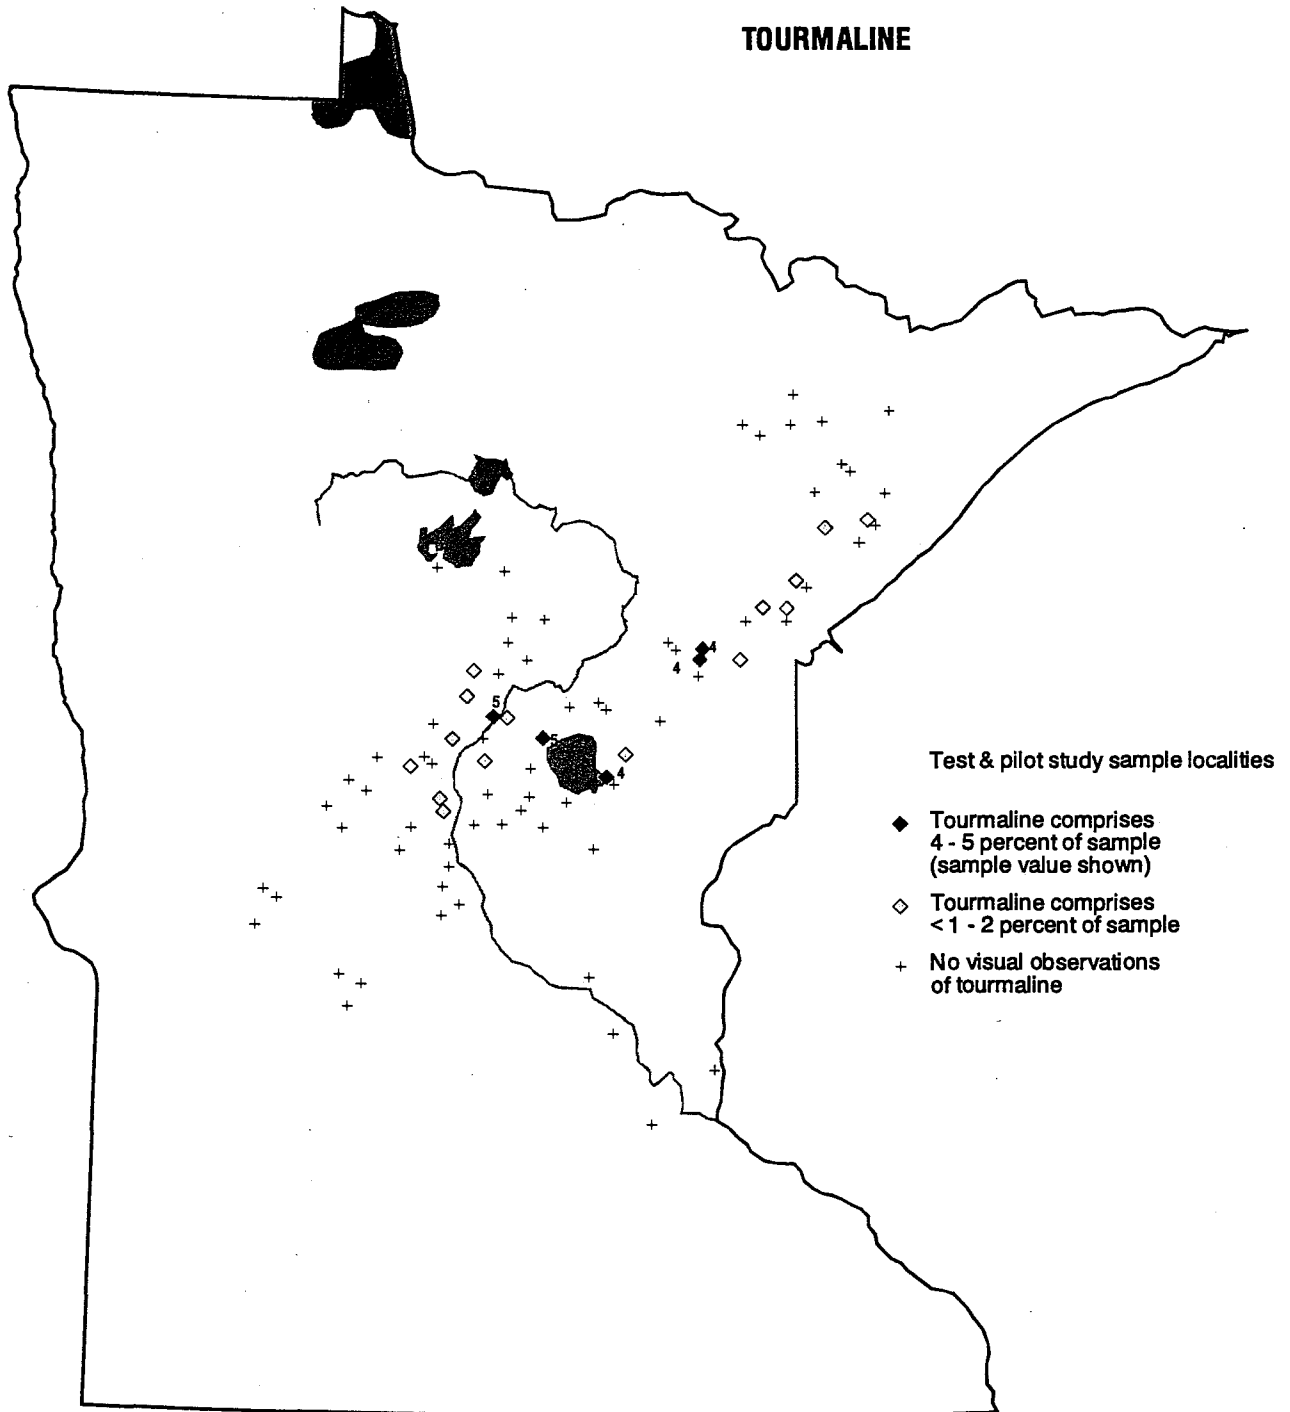 TOURMALINE
4
4
5
5
4
Test & pilot study sample localities
Tourmaline comprises
4 - 5 percent of sample
(sample value shown)
Tourmaline comprises
< 1 - 2 percent of sample
No visual observations
of tourmaline